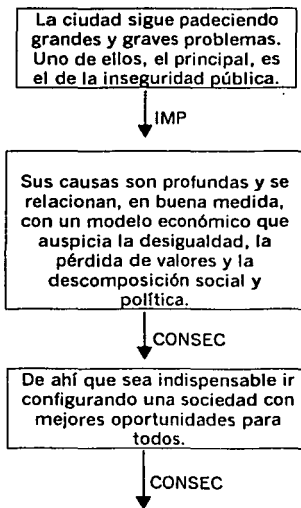 La ciudad sigue padeciendo
grandes y graves problemas.
Uno de ellos, el principal, es
el de la inseguridad pública.
IMP
Sus causas son profundas y se
relacionan, en buena medida,
con un modelo económico que
auspicia la desigualdad, la
pérdida de valores y la
descomposición social y
política.
CONSEC
De ahí que sea indispensable ir
configurando una sociedad con
mejores oportunidades para
todos.
CONSEC